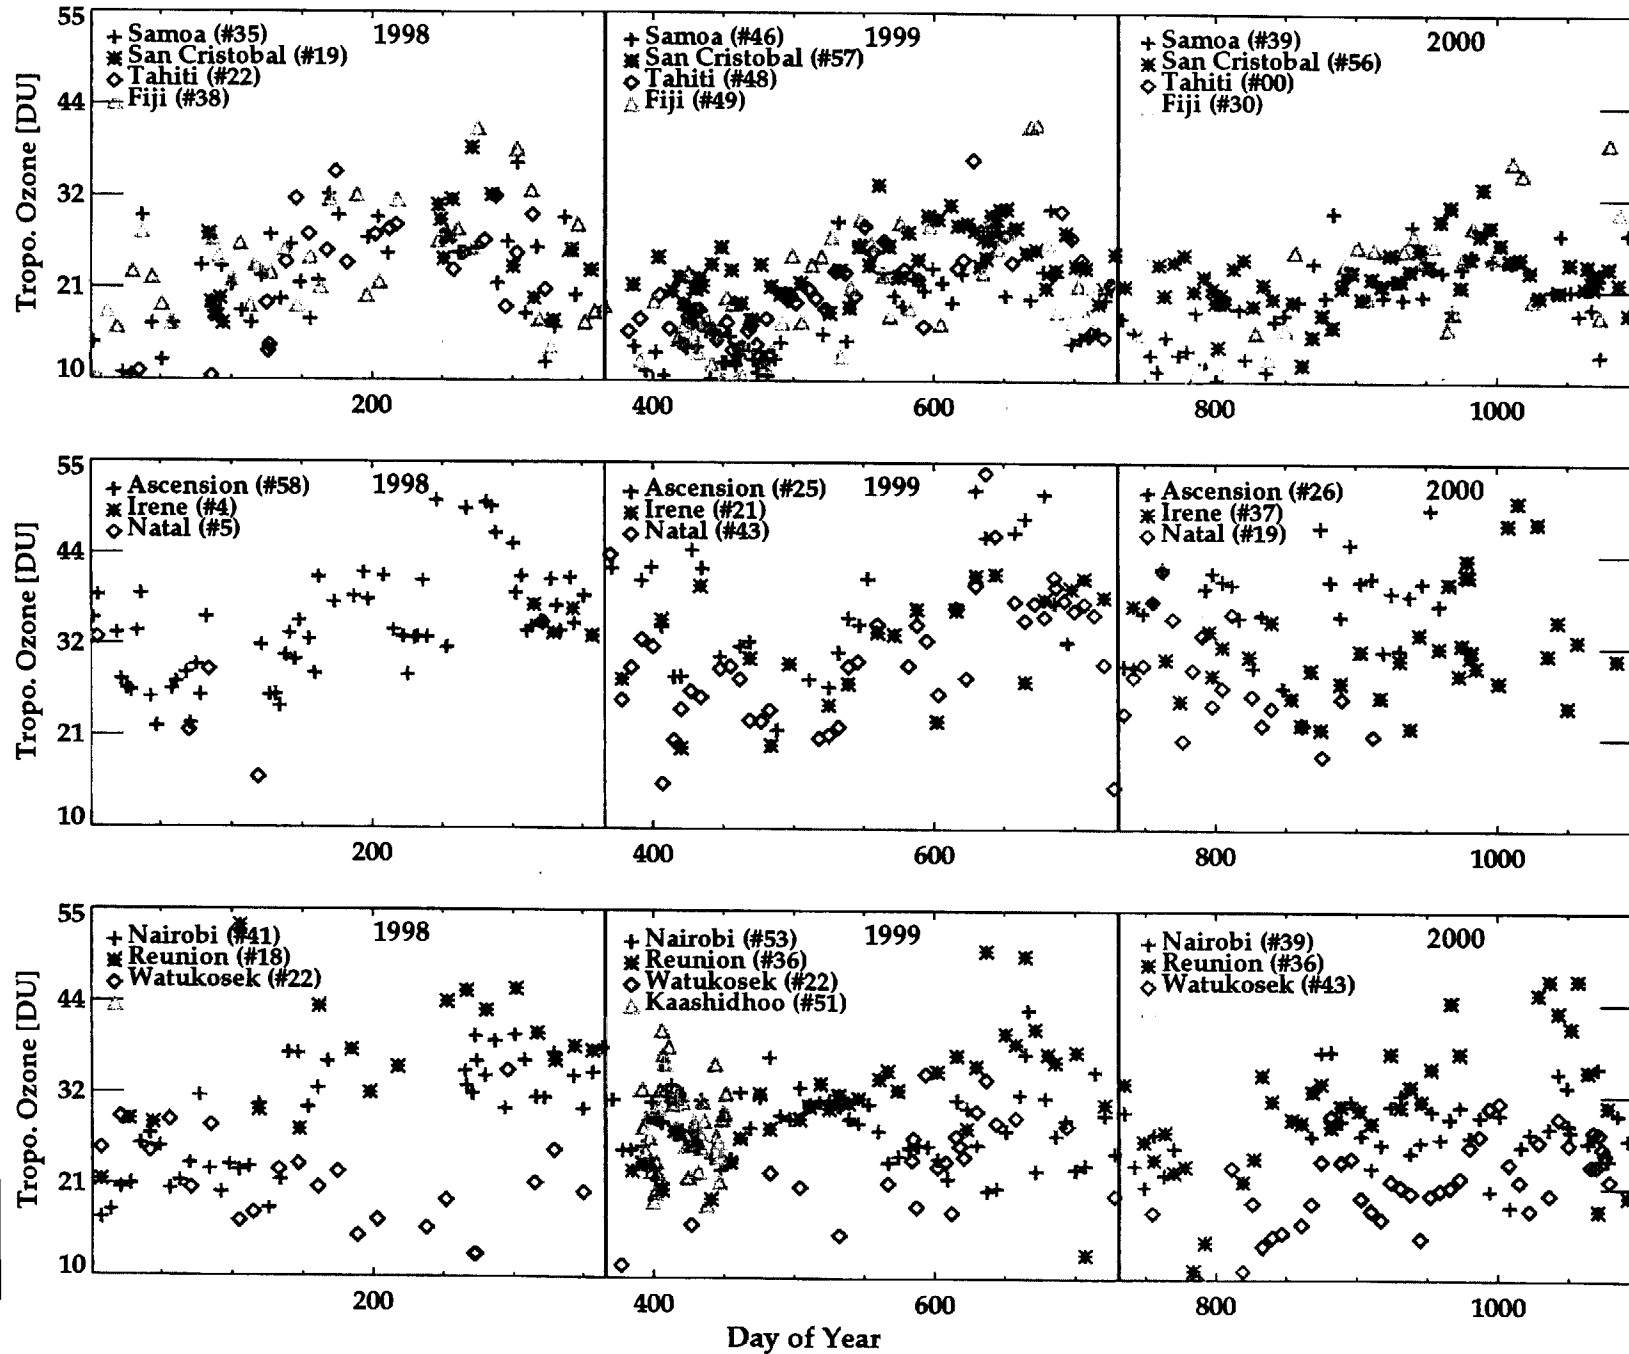 55
44
32
21
10
Tropo. Ozone [DU]
Samoa (#35)
San Cristobal (#19)
Tahiti (#22)
Fiji (#38)
1998
Samoa (#46)
San Cristobal (#57)
Tahiti (#48)
Fiji (#49)
1999
Samoa (#39)
San Cristobal (#56)
Tahiti (#00)
Fiji (#30)
2000
200
400
600
800
1000
55
44
32
21
10
Tropo. Ozone [DU]
Ascension (#58)
Irene (#4)
Natal (#5)
1998
Ascension (#25)
Irene (#21)
Natal (#43)
1999
Ascension (#26)
Irene (#37)
Natal (#19)
2000
200
400
600
800
1000
55
44
32
21
10
Tropo. Ozone [DU]
Nairobi (#41)
Reunion (#18)
Watukosek (#22)
1998
Nairobi (#53)
Reunion (#36)
Watukosek (#22)
Kaashidhoo (#51)
1999
Nairobi (#39)
Reunion (#36)
Watukosek (#43)
2000
200
400
600
800
1000
Day of Year